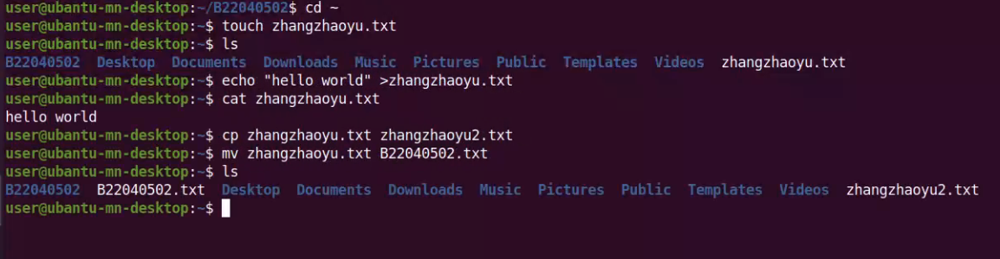 user@ubantu-mn-desktop:~/B22040502$ cd ~
user@ubantu-mn-desktop:~$ touch zhangzhaoyu.txt
user@ubantu-mn-desktop:~$ ls
B22040502  Desktop  Documents  Downloads  Music  Pictures  Public  Templates  Videos  zhangzhaoyu.txt
user@ubantu-mn-desktop:~$ echo "hello world" >zhangzhaoyu.txt
user@ubantu-mn-desktop:~$ cat zhangzhaoyu.txt
hello world
user@ubantu-mn-desktop:~$ cp zhangzhaoyu.txt zhangzhaoyu2.txt
user@ubantu-mn-desktop:~$ mv zhangzhaoyu.txt B22040502.txt
user@ubantu-mn-desktop:~$ ls
B22040502  B22040502.txt  Desktop  Documents  Downloads  Music  Pictures  Public  Templates  Videos  zhangzhaoyu2.txt
user@ubantu-mn-desktop:~$